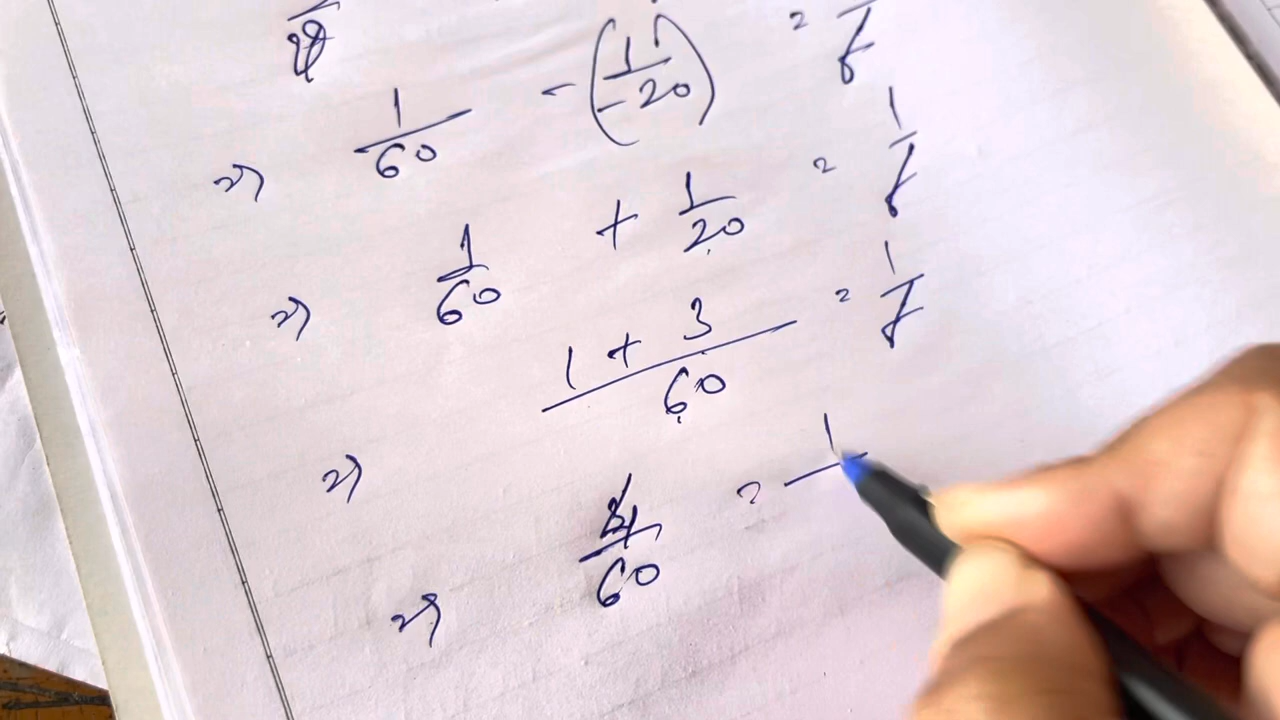 ⇒ 1/60 - (1/-20) = 1/f
⇒ 1/60 + 1/20 = 1/f
⇒ 1 + 3/60 = 1/f
⇒ 4/60 = 1